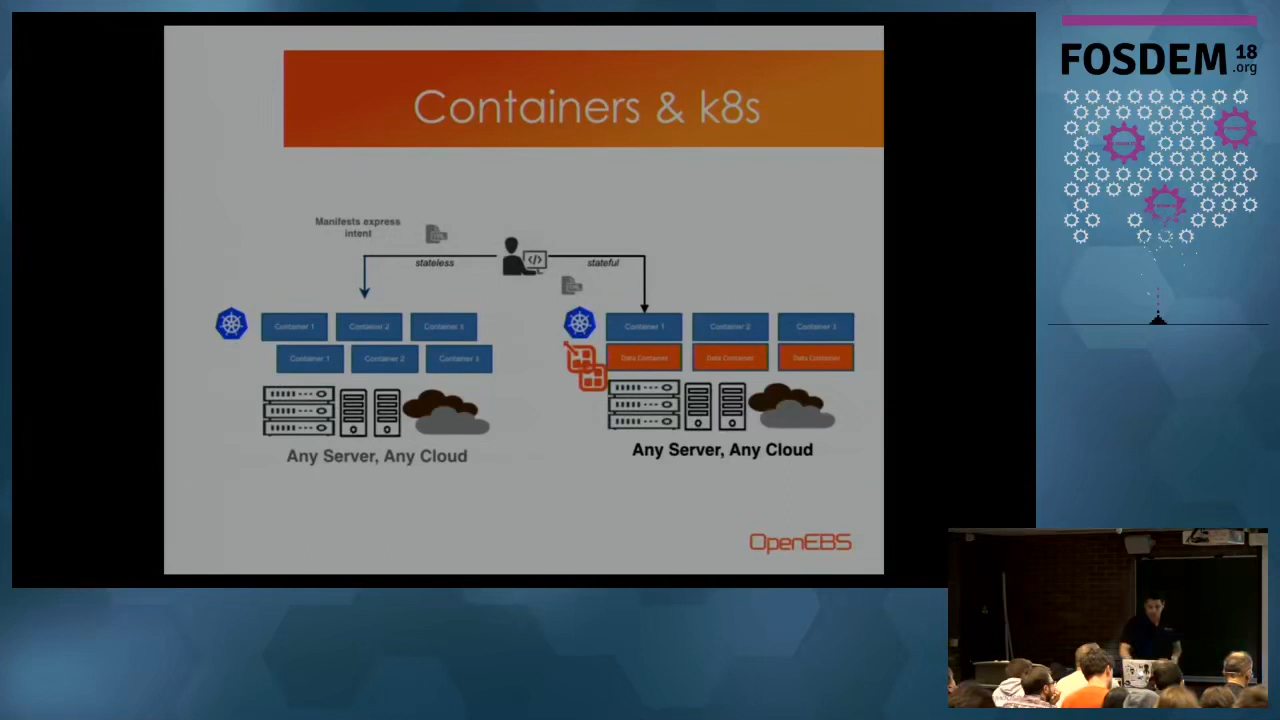 Containers & k8s
Manifests express
intent
stateless
stateful
Container 1
Container 2
Container 3
Container 1
Container 2
Container 3
Any Server, Any Cloud
Container 1
Container 2
Container 3
Data Container
Data Container
Data Container
Any Server, Any Cloud
OpenEBS
FOSDEM 18
.org